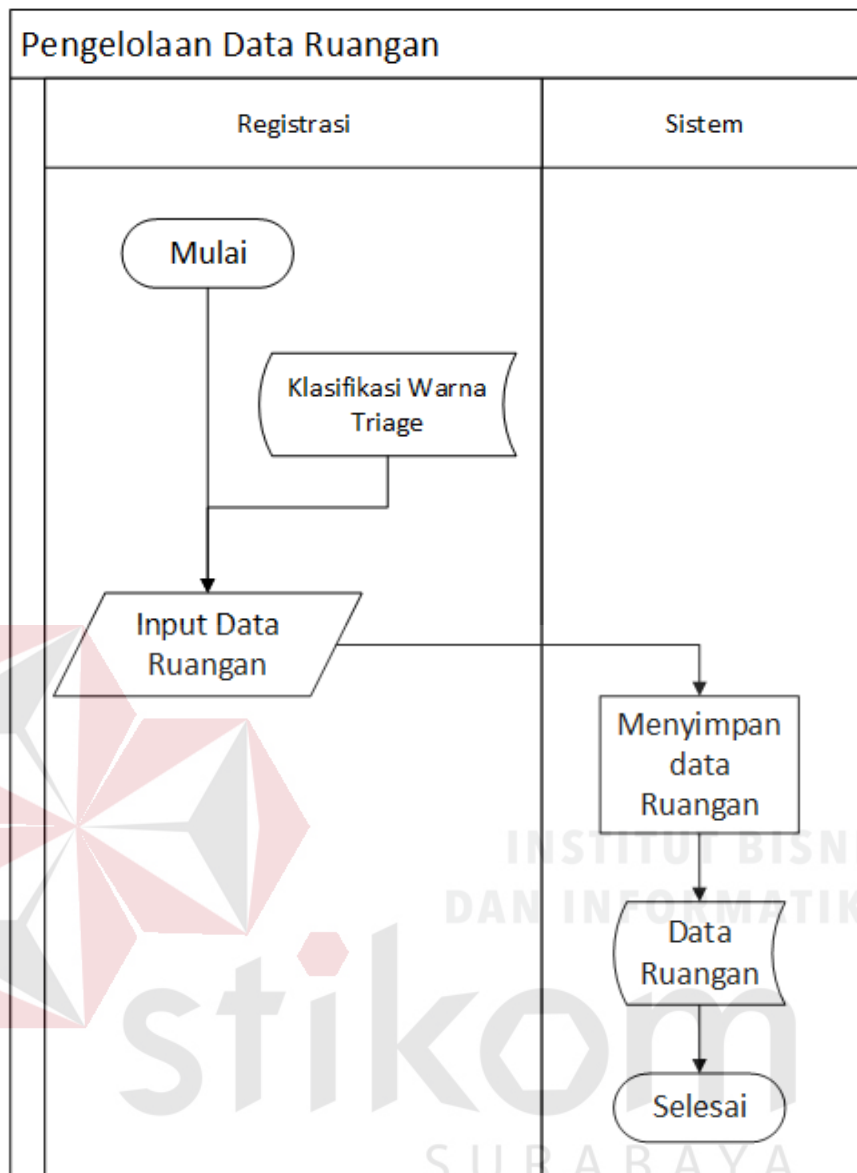 Pengelolaan Data Ruangan
Registrasi
Sistem
Mulai
Klasifikasi Warna
Triage
Input Data
Ruangan
Menyimpan
data
Ruangan
INSTITUT BISNI
DAN INFORMATIK
Data
Ruangan
stikom
Selesai
SURABAYA